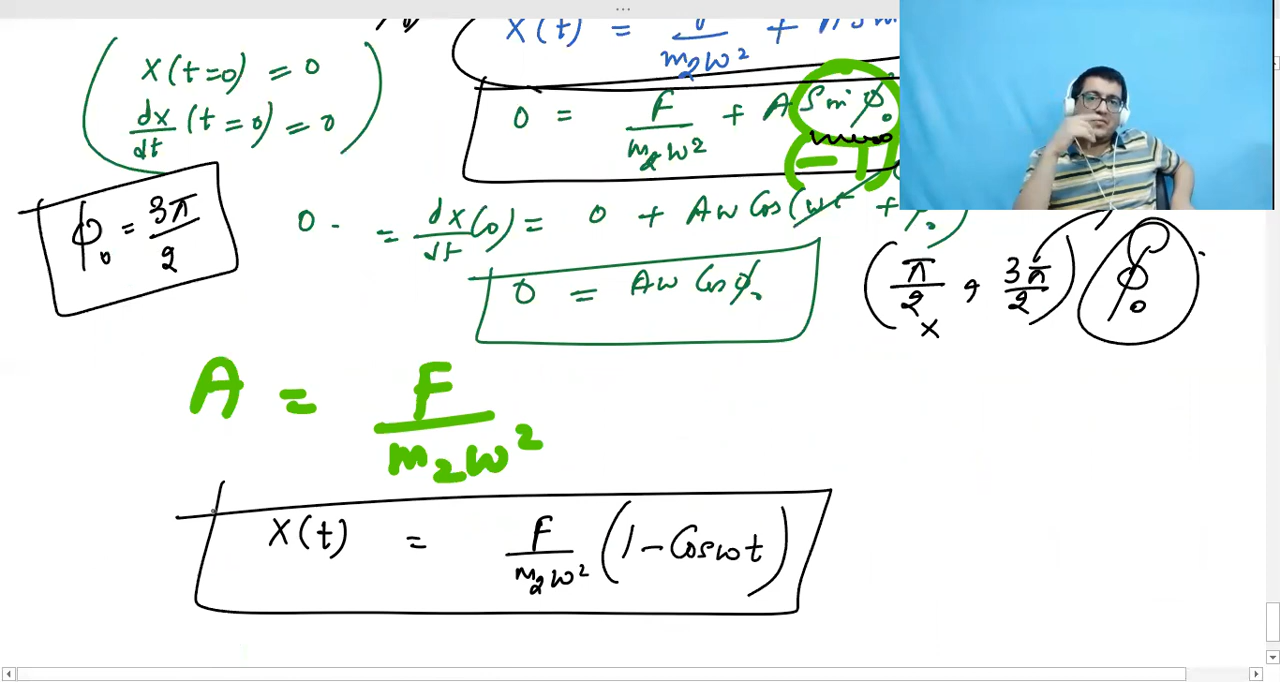 X(t) = F/m₂ω² + A sin
x(t=0) = 0
dx/dt (t=0) = 0
0 = F/m₂ω² + A Sin φ₀
-1
φ₀ = 3π/2
0 = dx/dt (0) = 0 + Aω Cos(ωt + φ₀)
0 = Aω Cos φ₀
(π/2 , 3π/2) φ₀
x
A = F/m₂ω²
X(t) = F/m₂ω² (1 - Cos ωt)